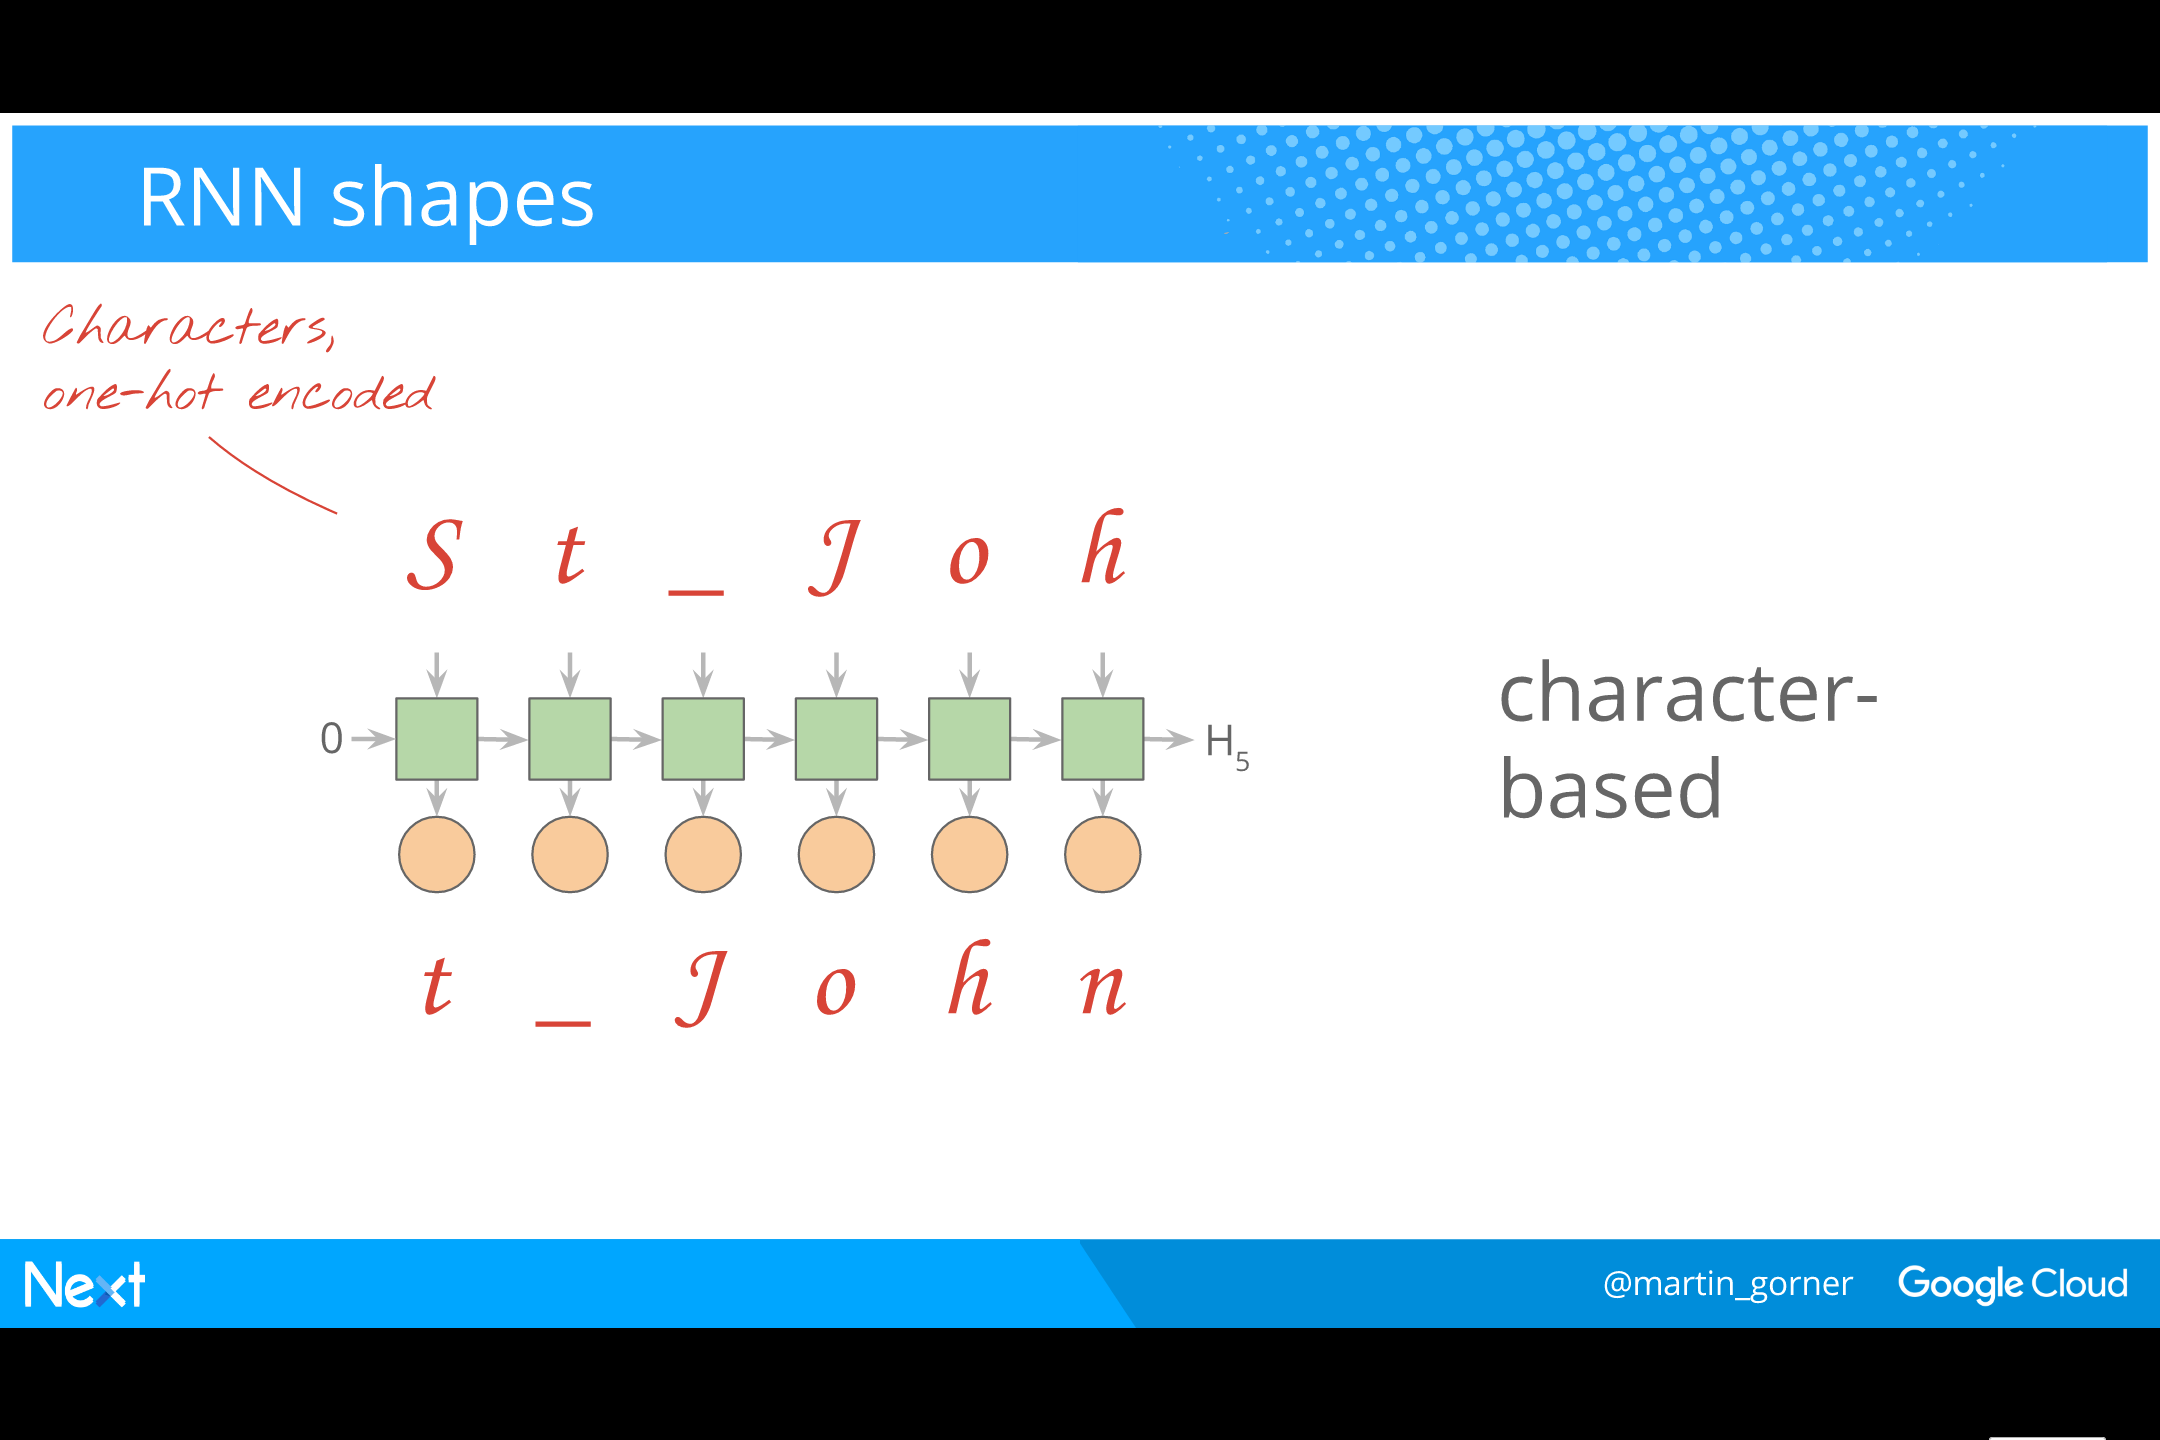 RNN shapes
Characters,
one-hot encoded
S t _ J o h
0 H5
t _ J o h n
character-
based
Next @martin_gorner Google Cloud